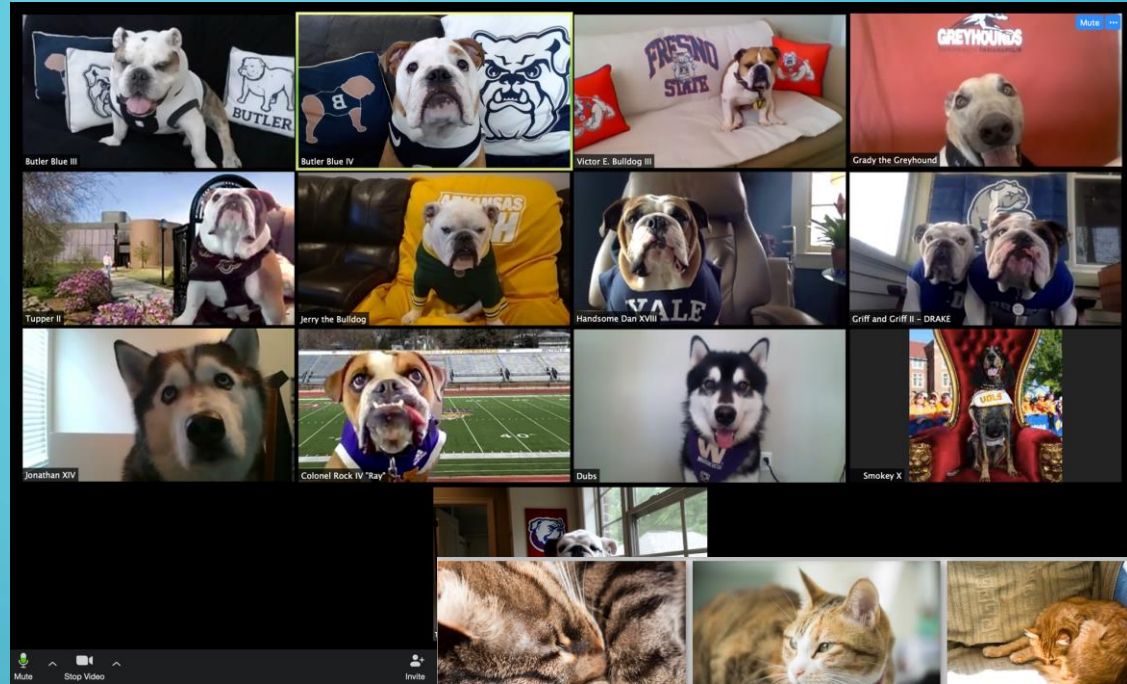 Mute ...
GREYHOUNDS
BUTLER
B
FRESNO
STATE
Butler Blue III
Butler Blue IV
Victor E. Bulldog III
Grady the Greyhound
ARKANSAS
YALE
Tupper II
Jerry the Bulldog
Handsome Dan XVIII
Griff and Griff II - DRAKE
W
VOLS
Jonathan XIV
Colonel Rock IV "Ray"
Dubs
Smokey X
Mute
Stop Video
Invite